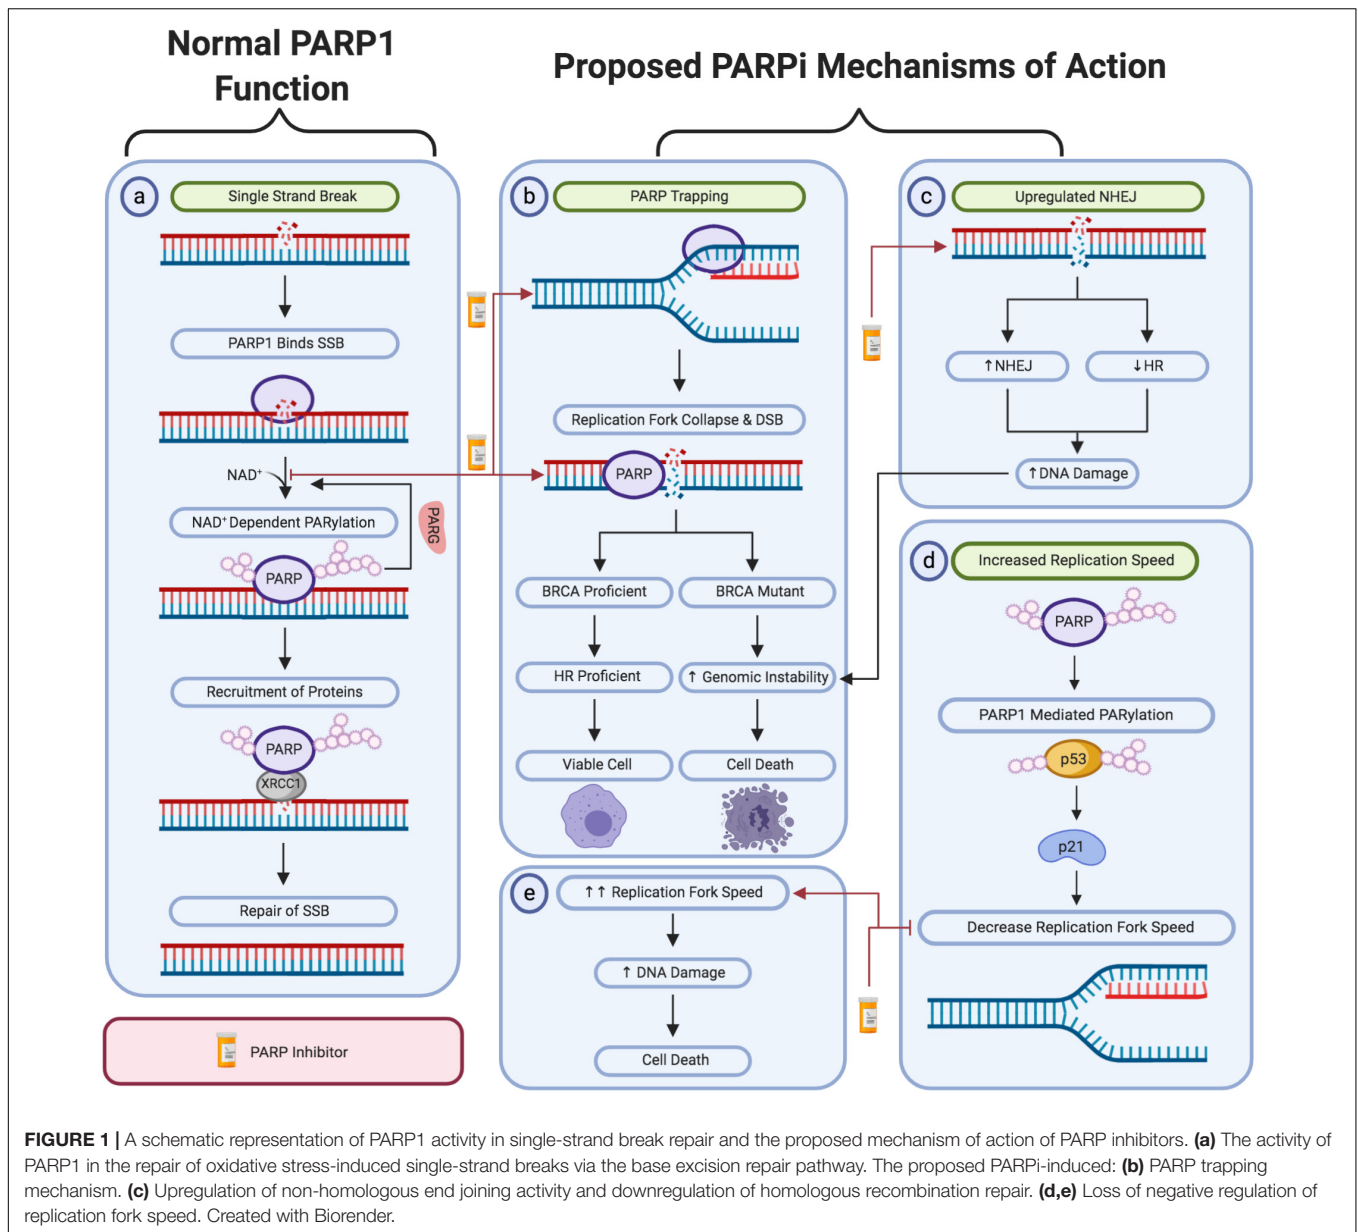 Normal PARP1
Function
Proposed PARPi Mechanisms of Action
a
Single Strand Break
PARP1 Binds SSB
NAD⁺
NAD⁺ Dependent PARylation
PARG
PARP
Recruitment of Proteins
PARP
XRCC1
Repair of SSB
PARP Inhibitor
b
PARP Trapping
Replication Fork Collapse & DSB
PARP
BRCA Proficient
BRCA Mutant
HR Proficient
↑ Genomic Instability
Viable Cell
Cell Death
c
Upregulated NHEJ
↑NHEJ
↓HR
↑DNA Damage
d
Increased Replication Speed
PARP
PARP1 Mediated PARylation
p53
p21
Decrease Replication Fork Speed
e
↑↑ Replication Fork Speed
↑ DNA Damage
Cell Death
FIGURE 1 | A schematic representation of PARP1 activity in single-strand break repair and the proposed mechanism of action of PARP inhibitors. (a) The activity of
PARP1 in the repair of oxidative stress-induced single-strand breaks via the base excision repair pathway. The proposed PARPi-induced: (b) PARP trapping
mechanism. (c) Upregulation of non-homologous end joining activity and downregulation of homologous recombination repair. (d,e) Loss of negative regulation of
replication fork speed. Created with Biorender.